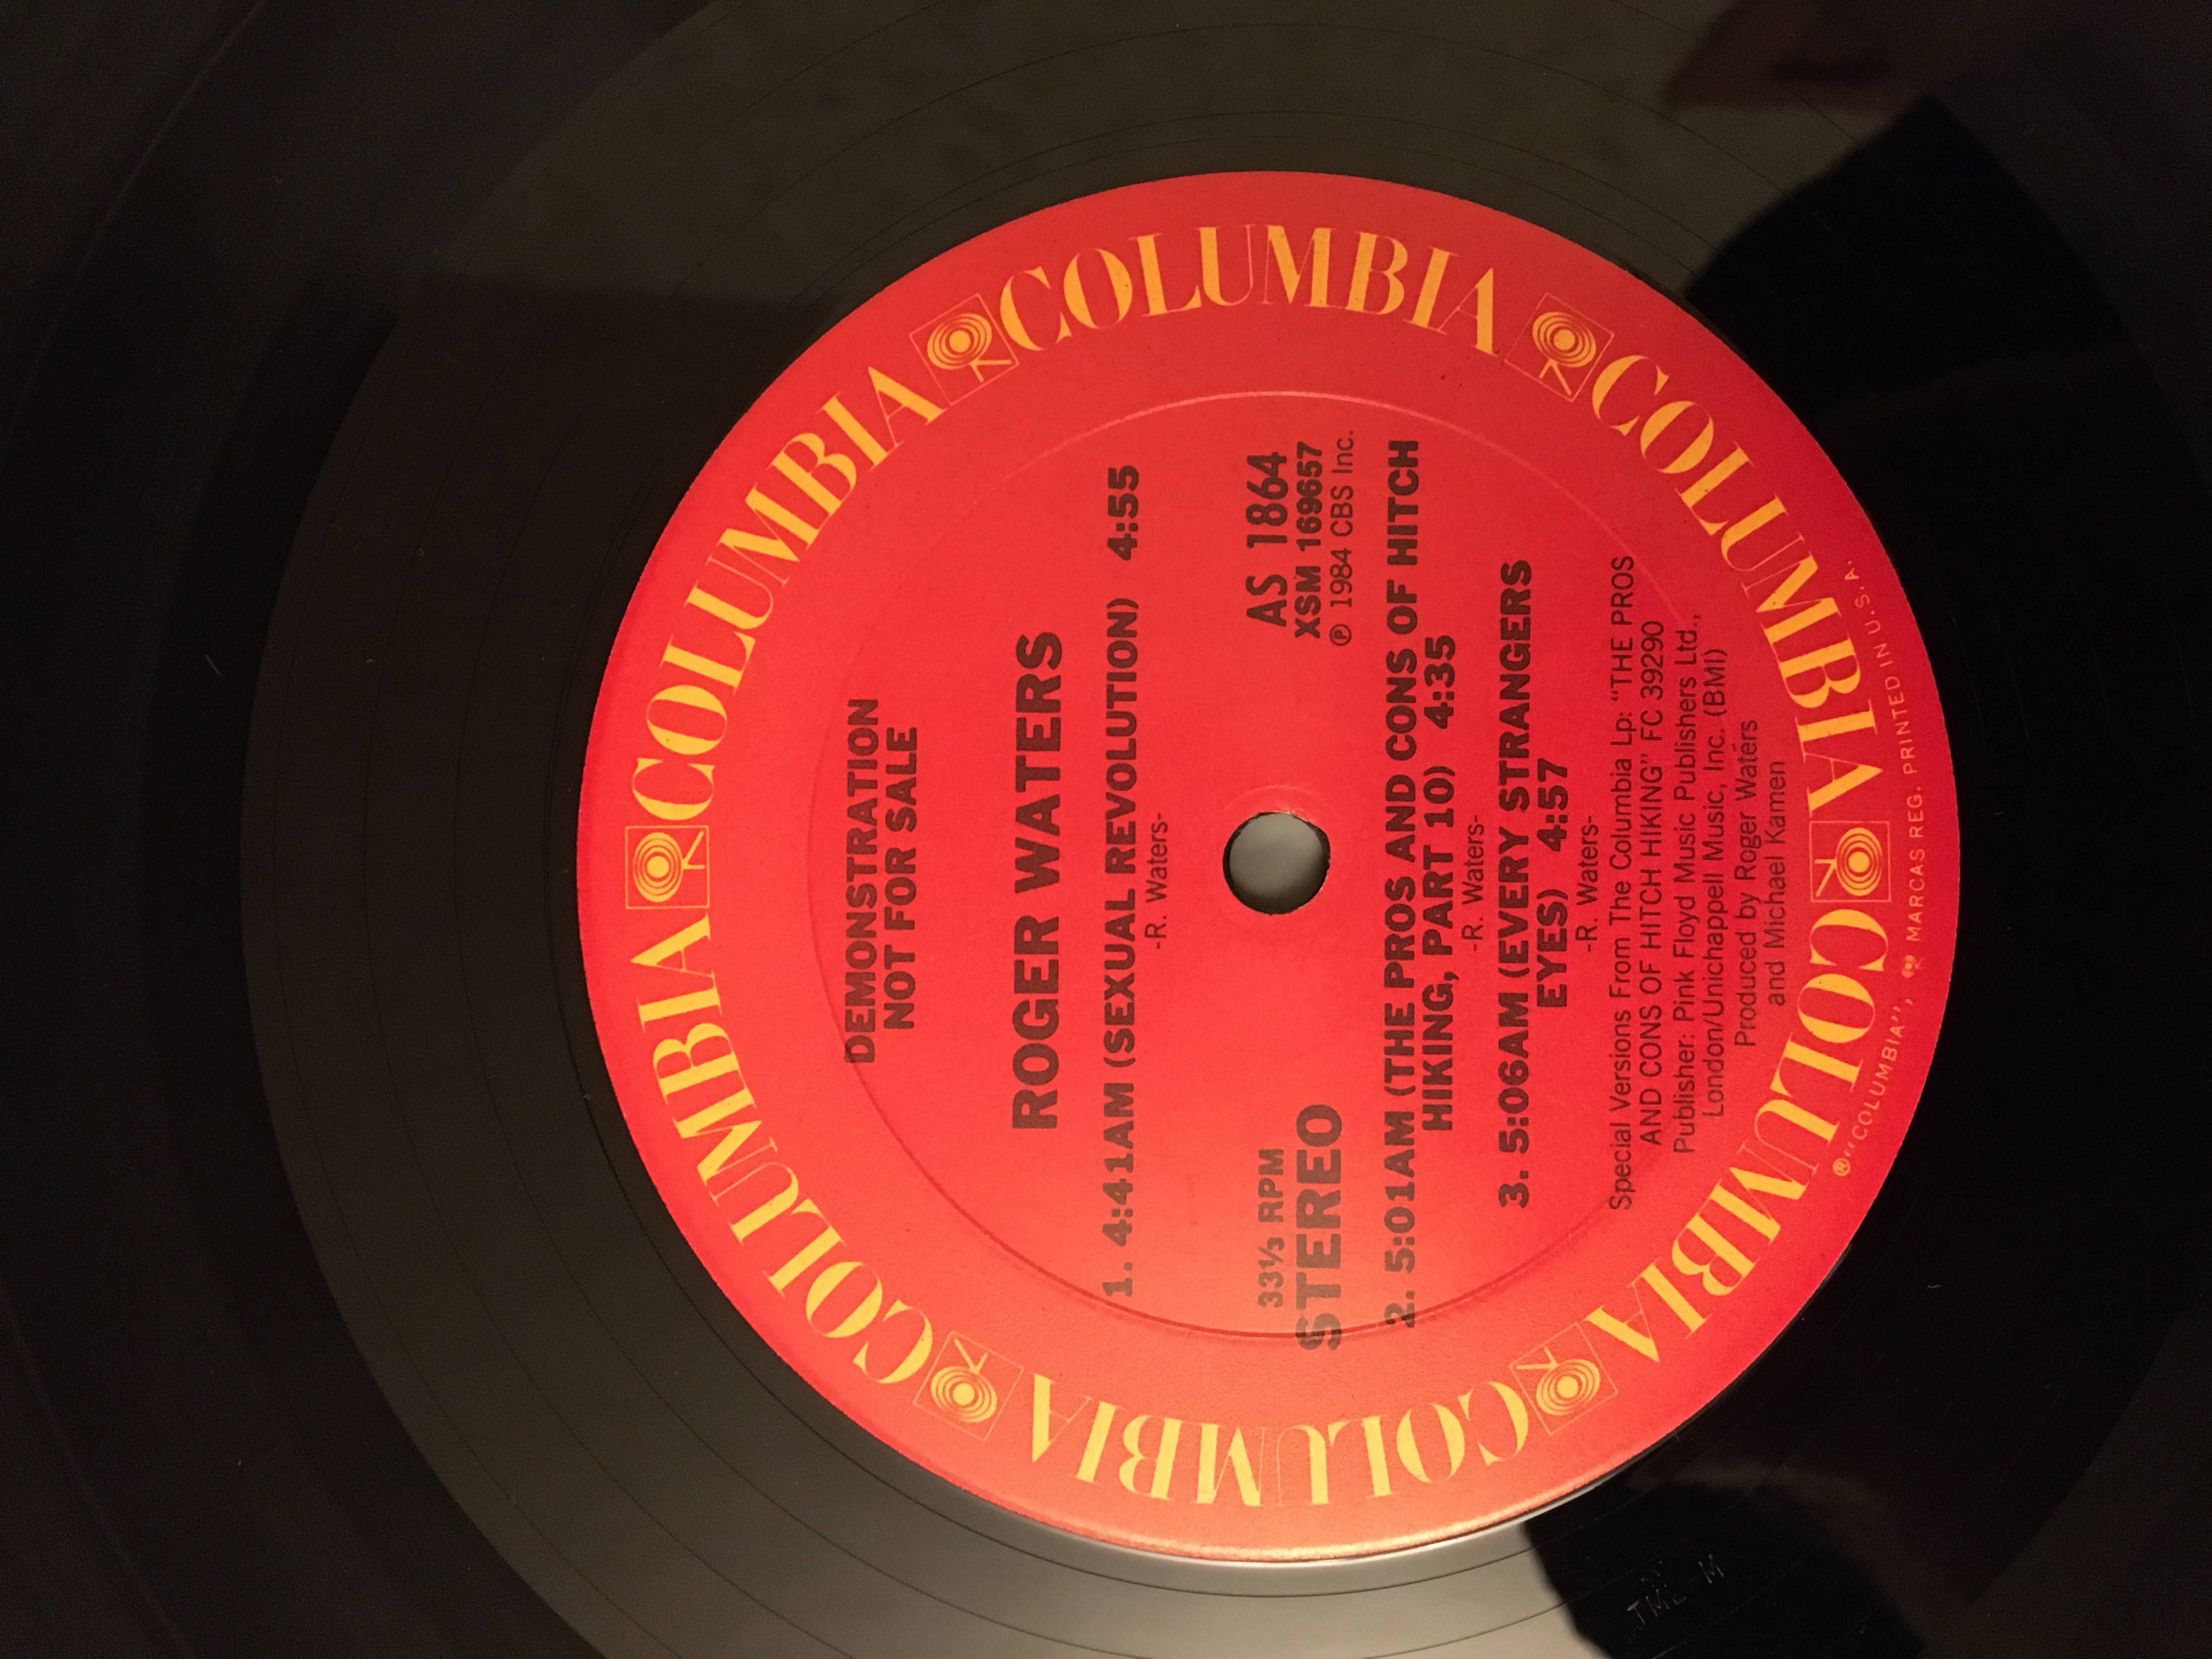 DEMONSTRATION
NOT FOR SALE
ROGER WATERS
1. 4:41AM (SEXUAL REVOLUTION) 4:55
-R. Waters-
33⅓ RPM
STEREO
AS 1864
XSM 169657
℗ 1984 CBS Inc.
2. 5:01AM (THE PROS AND CONS OF HITCH
HIKING, PART 10) 4:35
-R. Waters-
3. 5:06AM (EVERY STRANGERS
EYES) 4:57
-R. Waters-
Special Versions From The Columbia Lp: "THE PROS
AND CONS OF HITCH HIKING" FC 39290
Publisher: Pink Floyd Music Publishers Ltd.,
London/Unichappell Music, Inc. (BMI)
Produced by Roger Waters
and Michael Kamen
COLUMBIA COLUMBIA COLUMBIA COLUMBIA COLUMBIA COLUMBIA
® "COLUMBIA", MARCAS REG. PRINTED IN U.S.A.
TML-M